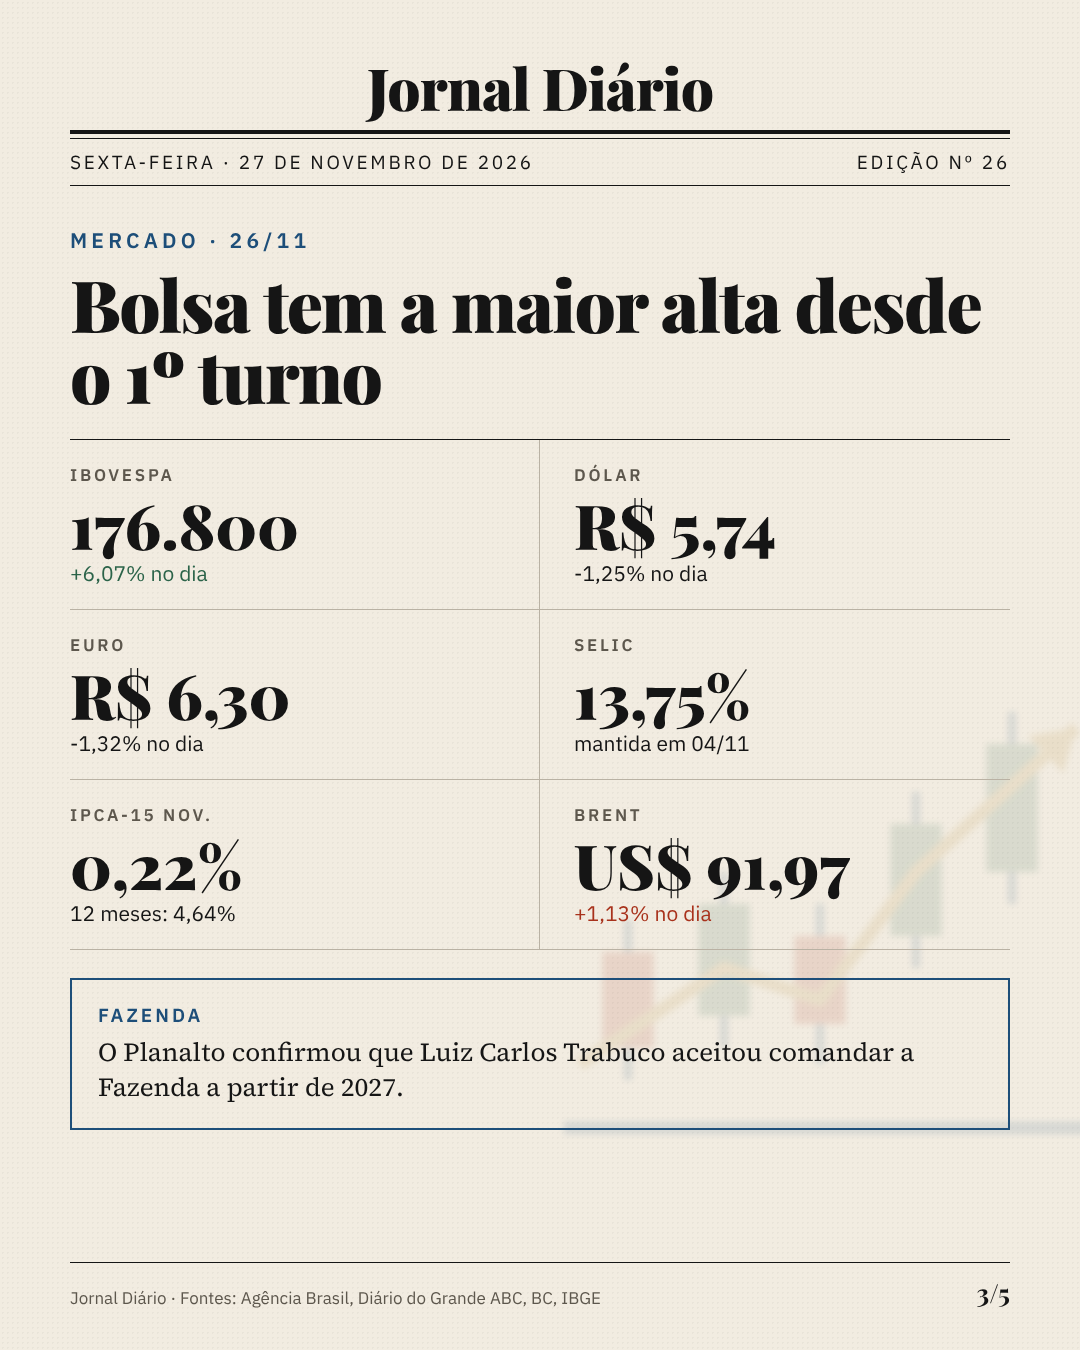 Jornal Diário
SEXTA-FEIRA · 27 DE NOVEMBRO DE 2026
EDIÇÃO Nº 26
MERCADO · 26/11
Bolsa tem a maior alta desde
o 1º turno
IBOVESPA
176.800
+6,07% no dia
DÓLAR
R$ 5,74
-1,25% no dia
EURO
R$ 6,30
-1,32% no dia
SELIC
13,75%
mantida em 04/11
IPCA-15 NOV.
0,22%
12 meses: 4,64%
BRENT
US$ 91,97
+1,13% no dia
FAZENDA
O Planalto confirmou que Luiz Carlos Trabuco aceitou comandar a
Fazenda a partir de 2027.
Jornal Diário · Fontes: Agência Brasil, Diário do Grande ABC, BC, IBGE
3/5